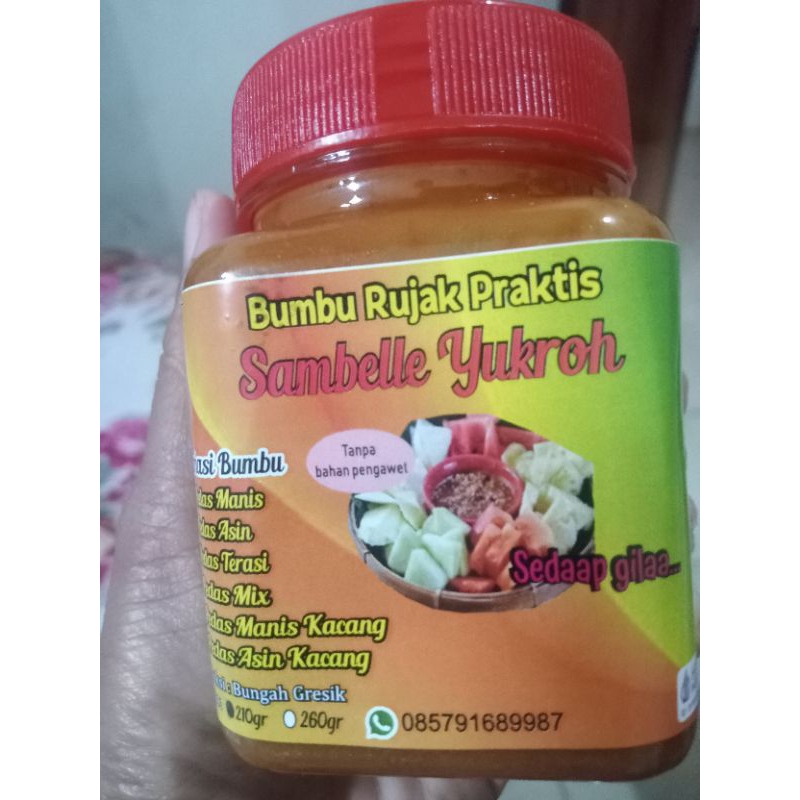 Bumbu Rujak Praktis
Sambelle Yukroh
Tanpa
bahan pengawet
Bumbu
Manis
Asin
Terasi
Mix
Manis Kacang
Asin Kacang
: Bungah Gresik
210gr 260gr 085791689987
Sedaap gilaa...